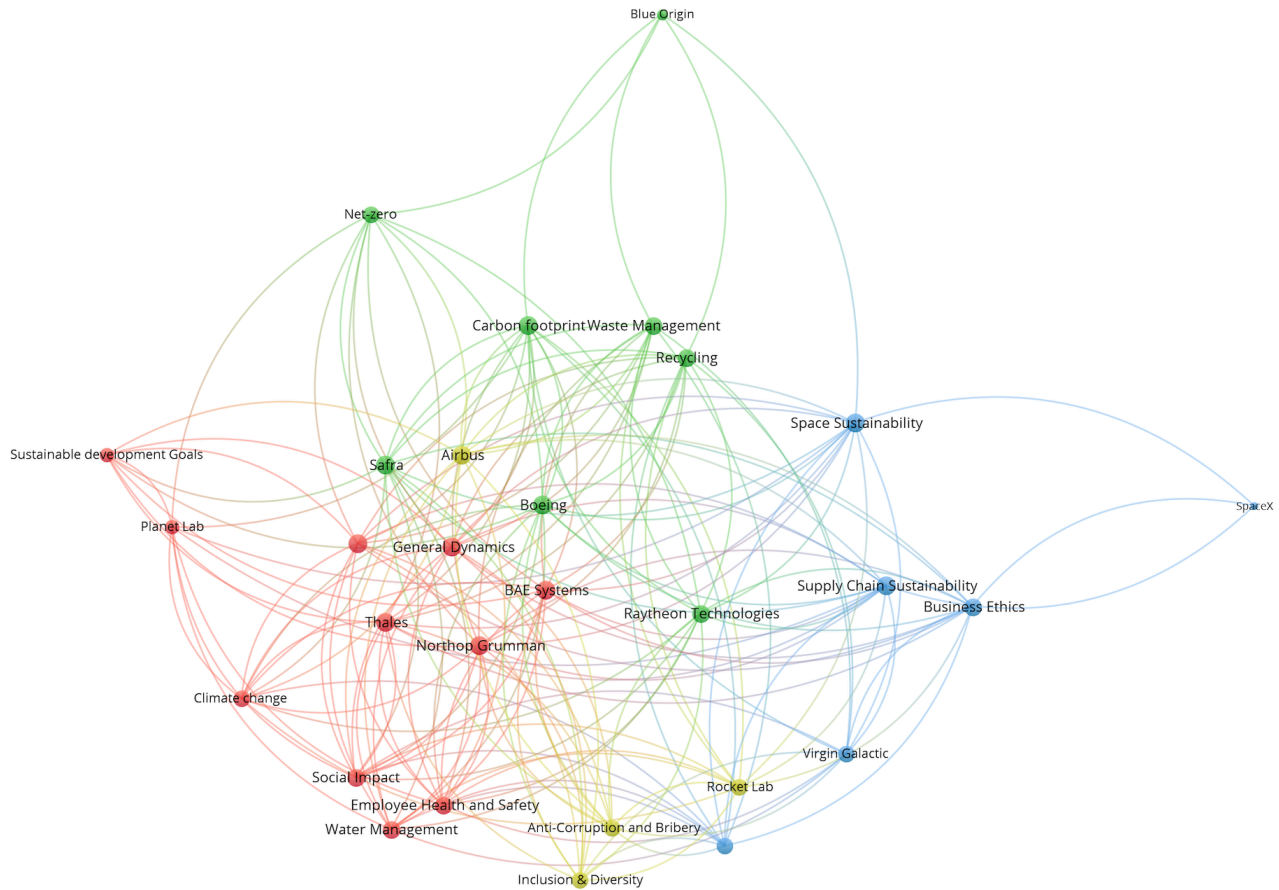 Blue Origin
Net-zero
Carbon footprint
Waste Management
Recycling
Space Sustainability
Sustainable development Goals
Safra
Airbus
Boeing
SpaceX
Planet Lab
General Dynamics
BAE Systems
Supply Chain Sustainability
Business Ethics
Raytheon Technologies
Thales
Northop Grumman
Climate change
Virgin Galactic
Social Impact
Rocket Lab
Employee Health and Safety
Water Management
Anti-Corruption and Bribery
Inclusion & Diversity